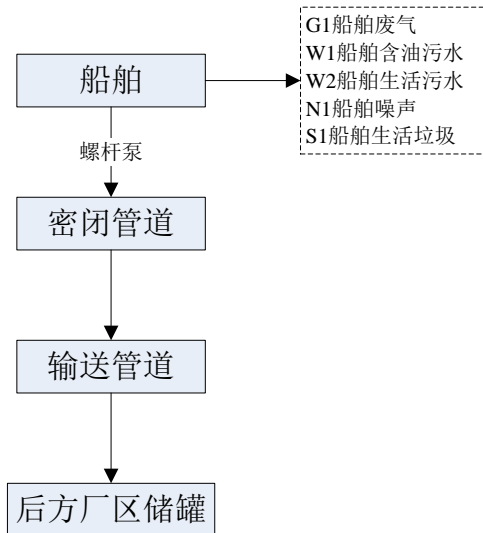 船舶
G1船舶废气
W1船舶含油污水
W2船舶生活污水
N1船舶噪声
S1船舶生活垃圾
螺杆泵
密闭管道
输送管道
后方厂区储罐